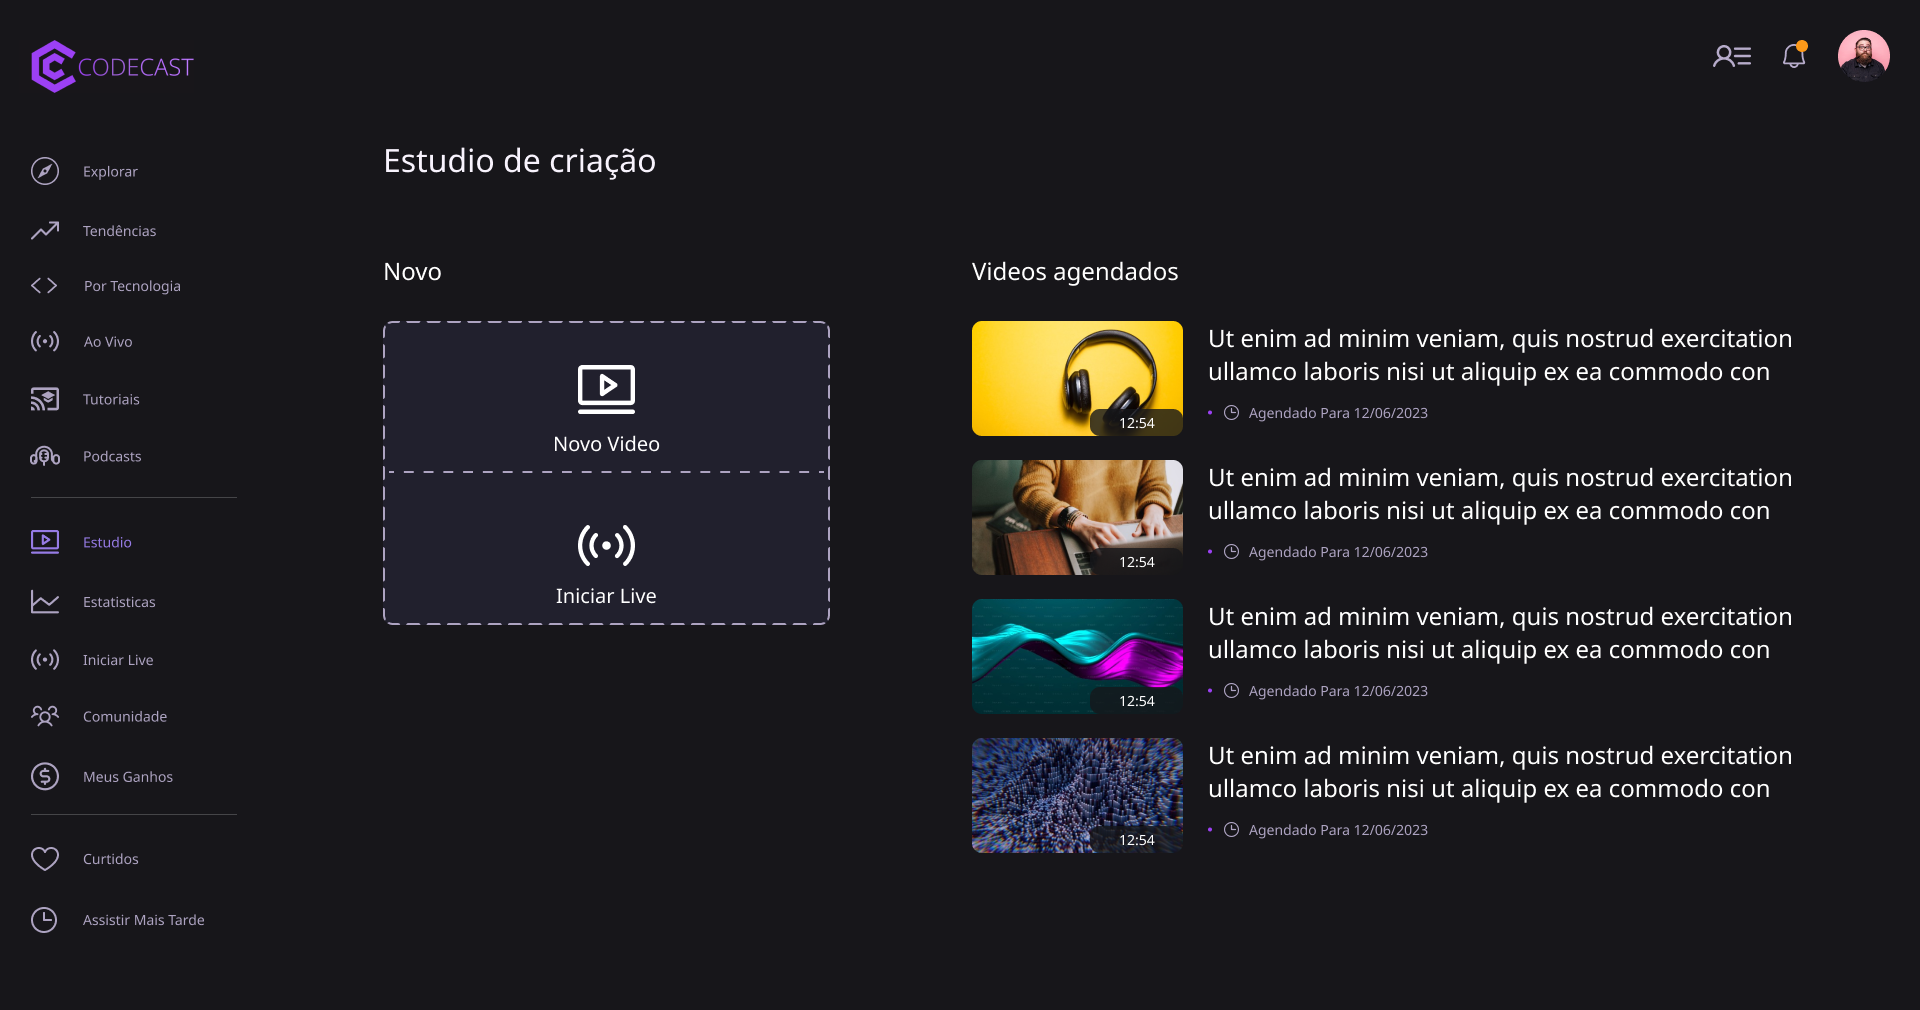 CODECAST
Explorar
Tendências
Por Tecnologia
Ao Vivo
Tutoriais
Podcasts
Estudio
Estatisticas
Iniciar Live
Comunidade
Meus Ganhos
Curtidos
Assistir Mais Tarde
Estudio de criação
Novo
Novo Video
Iniciar Live
Videos agendados
12:54
Ut enim ad minim veniam, quis nostrud exercitation
ullamco laboris nisi ut aliquip ex ea commodo con
Agendado Para 12/06/2023
12:54
Ut enim ad minim veniam, quis nostrud exercitation
ullamco laboris nisi ut aliquip ex ea commodo con
Agendado Para 12/06/2023
12:54
Ut enim ad minim veniam, quis nostrud exercitation
ullamco laboris nisi ut aliquip ex ea commodo con
Agendado Para 12/06/2023
12:54
Ut enim ad minim veniam, quis nostrud exercitation
ullamco laboris nisi ut aliquip ex ea commodo con
Agendado Para 12/06/2023